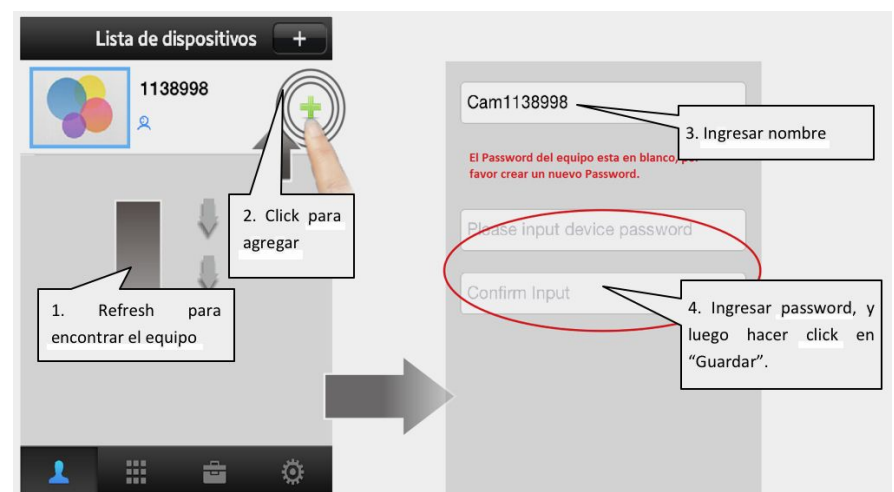 Lista de dispositivos +
1138998
2. Click para
agregar
1. Refresh para
encontrar el equipo
Cam1138998
3. Ingresar nombre
El Password del equipo esta en blanco,
favor crear un nuevo Password.
Please input device password
Confirm Input
4. Ingresar password, y
luego hacer click en
“Guardar”.